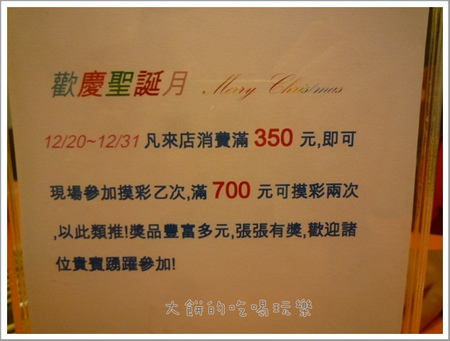 歡慶聖誕月 Merry Christmas
12/20~12/31 凡來店消費滿 350 元,即可
現場參加摸彩乙次,滿 700 元可摸彩兩次
,以此類推!獎品豐富多元,張張有獎,歡迎諸
位貴賓踴躍參加!
大餅的吃喝玩樂